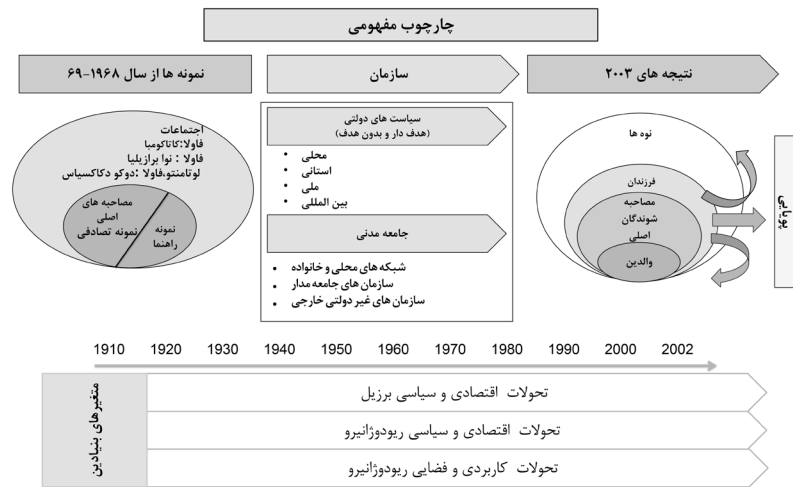 چارچوب مفهومی
نمونه ها از سال ۱۹۶۸-۶۹
سازمان
نتیجه های ۲۰۰۳
اجتماعات
فاولا:کاتاکومبا
فاولا : نوا برازیلیا
لوتامنتو،فاولا :دوکو دکاکسیاس
مصاحبه های
اصلی
نمونه تصادفی
نمونه
راهنما
سیاست های دولتی
(هدف دار و بدون هدف)
• محلی
• استانی
• ملی
• بین المللی
جامعه مدنی
• شبکه های محلی و خانواده
• سازمان های جامعه مدار
• سازمان های غیر دولتی خارجی
نوه ها
فرزندان
مصاحبه
شوندگان
اصلی
والدین
پویایی
1910 1920 1930 1940 1950 1960 1970 1980 1990 2000 2002
متغیرهای بنیادین
تحولات اقتصادی و سیاسی برزیل
تحولات اقتصادی و سیاسی ریودوژانیرو
تحولات کاربردی و فضایی ریودوژانیرو